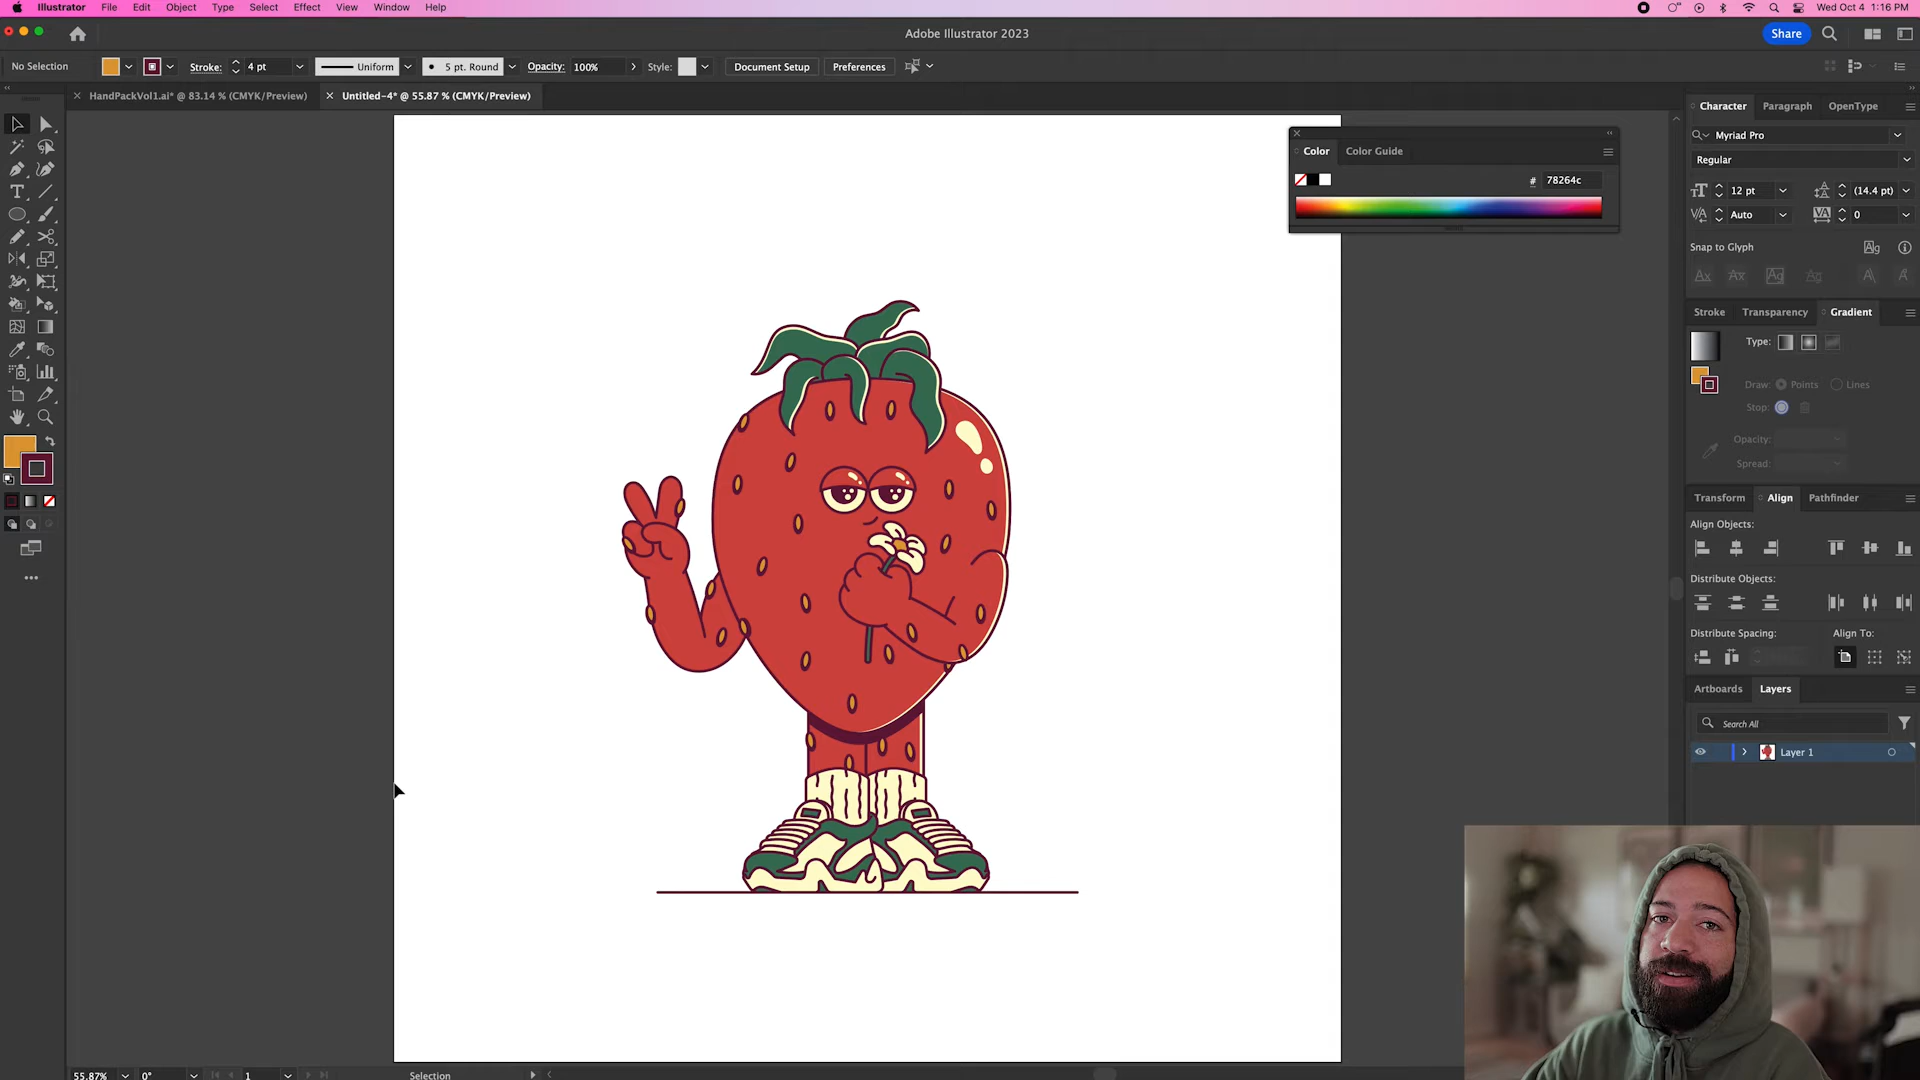 Illustrator File Edit Type Object Select Effect View Window Help Wed Oct 4 1:16 PM
Adobe Illustrator 2023 Share
No Selection Stroke: 4 pt Uniform 5 pt. Round Opacity: 100% Style: Document Setup Preferences
HandPackVol1.ai* @ 83.14 % (CMYK/Preview) Untitled-4* @ 55.87 % (CMYK/Preview)
Character Paragraph OpenType
Myriad Pro
Color Color Guide
Regular
# 78264c
12 pt (14.4 pt)
Auto 0
Snap to Glyph
Stroke Transparency Gradient
Type:
Draw: Points Lines
Stop:
Opacity:
Spread:
Transform Align Pathfinder
Align Objects:
Distribute Objects:
Distribute Spacing: Align To:
Artboards Layers
Search All
Layer 1
55.87% 0° 1 Selection